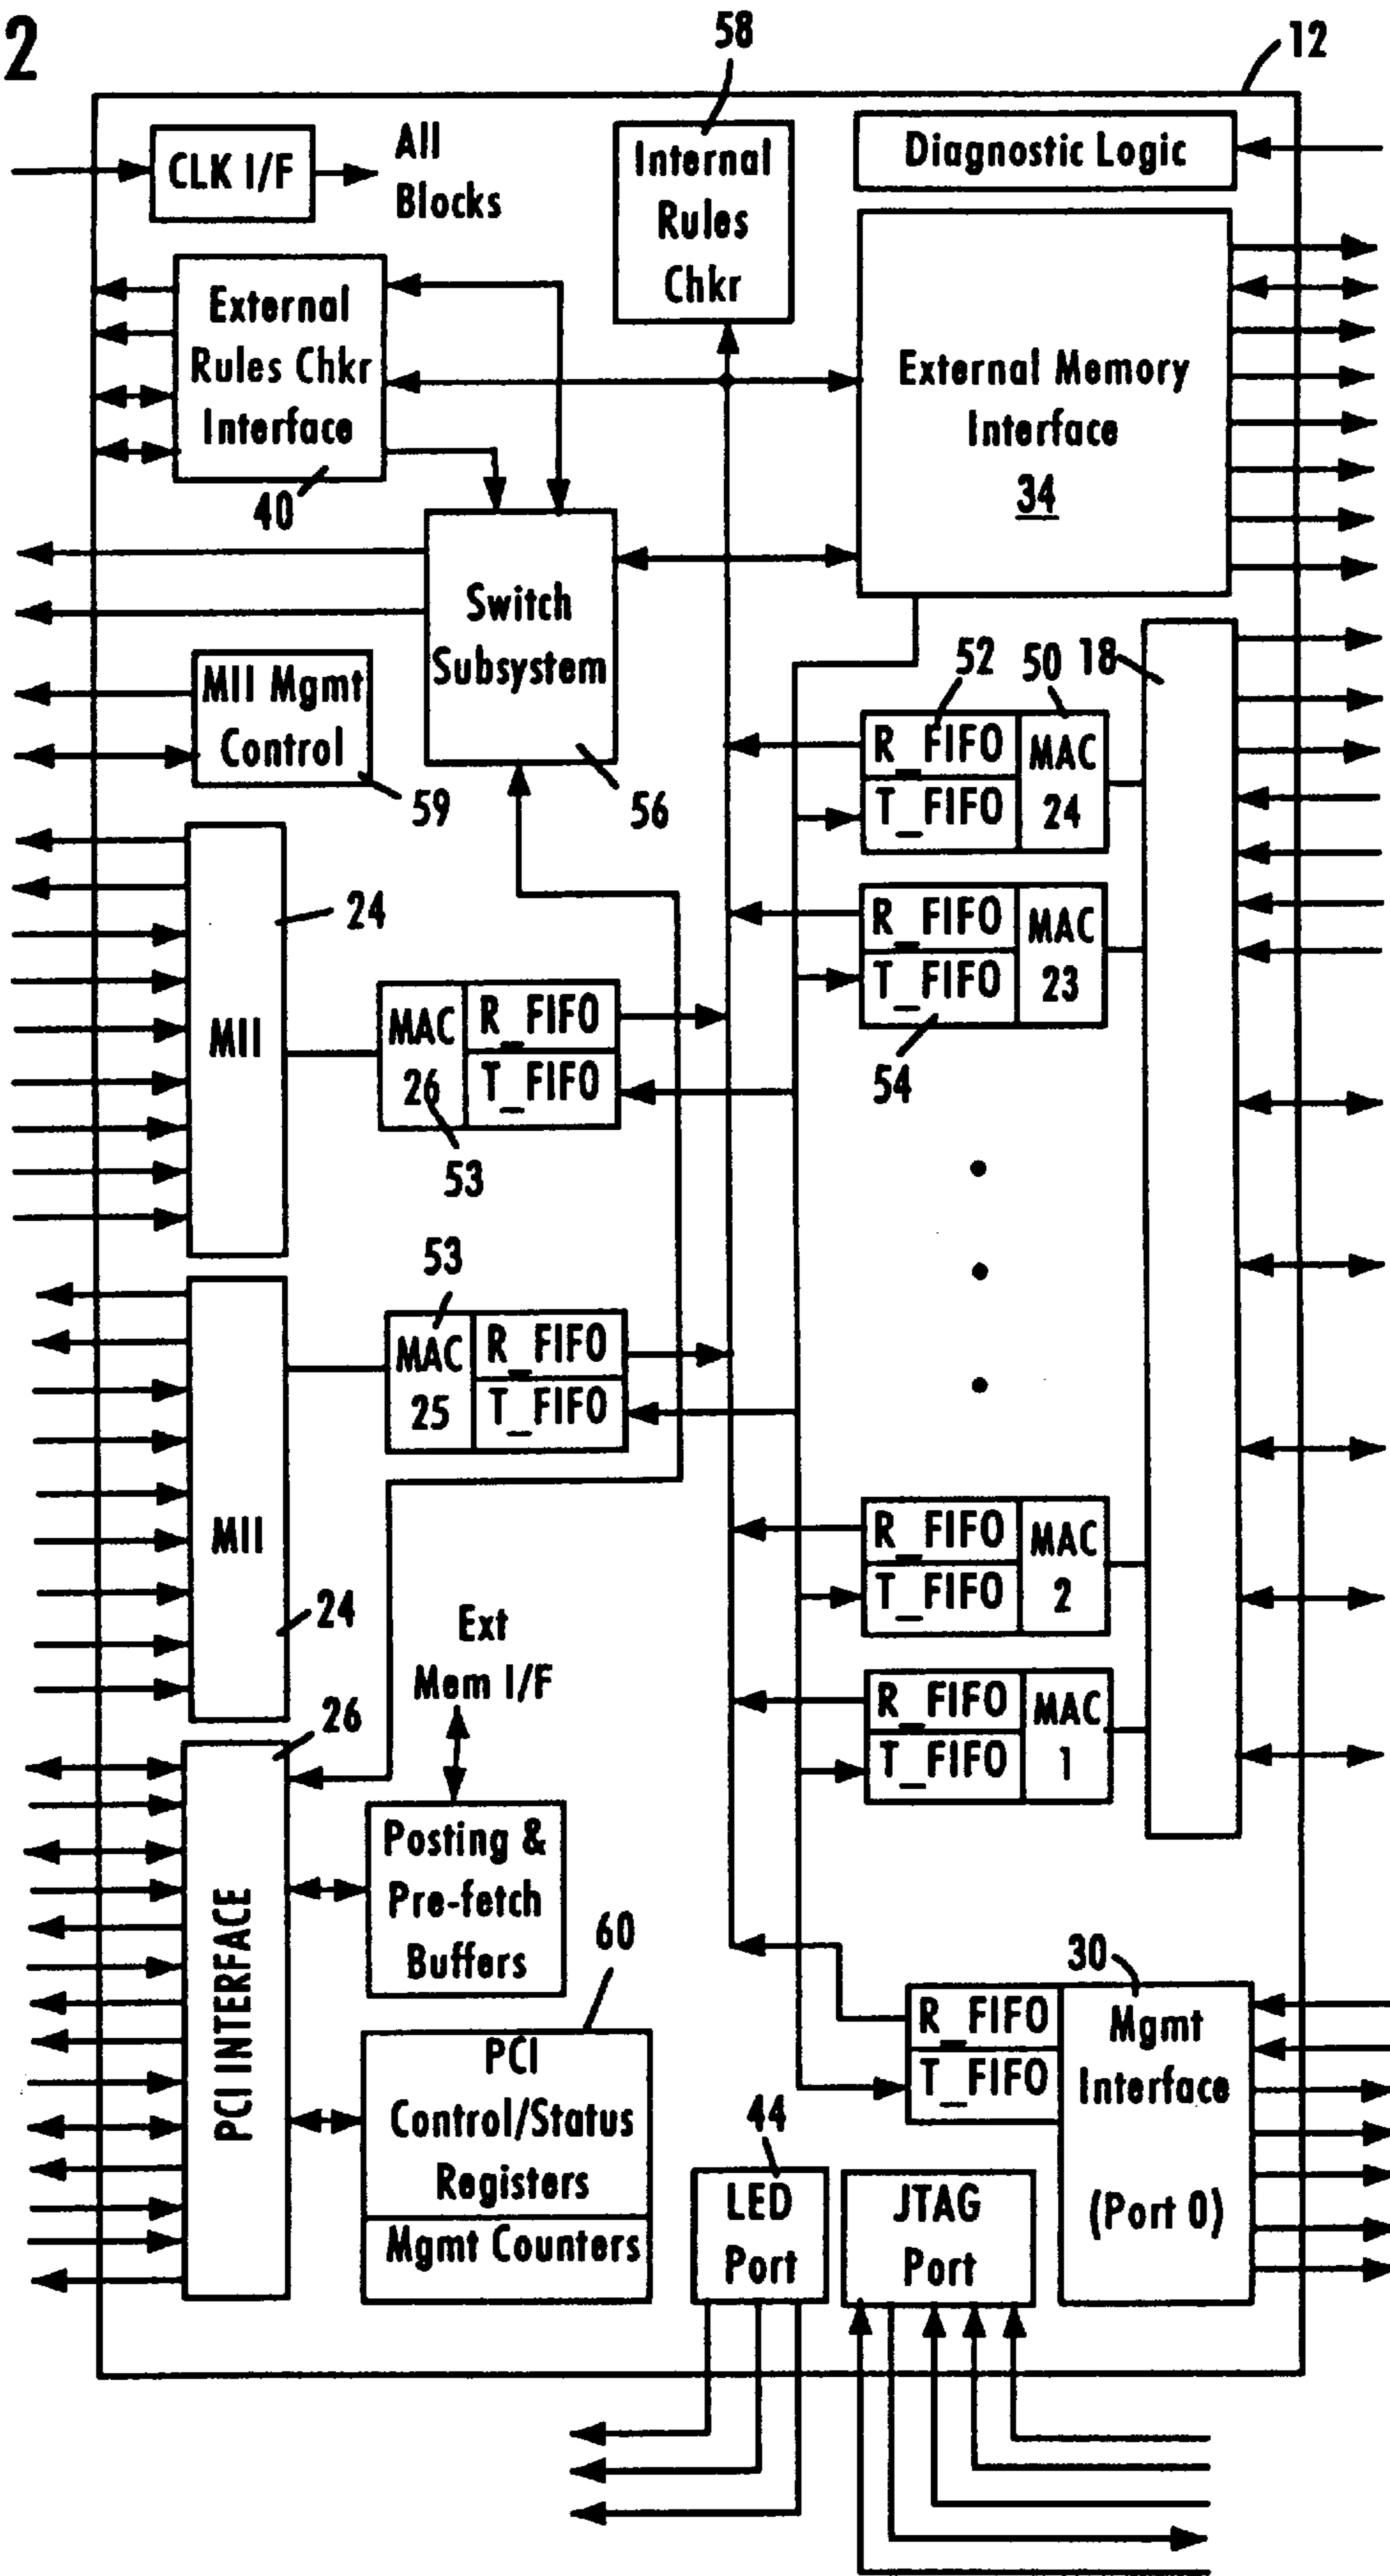 2
58
12
CLK I/F
All
Blocks
Internal
Rules
Chkr
Diagnostic Logic
External
Rules Chkr
Interface
40
External Memory
Interface
34
Switch
Subsystem
56
MII Mgmt
Control
59
52
50
18
R_FIFO
T_FIFO
MAC
24
R_FIFO
T_FIFO
MAC
23
54
24
MII
MAC
26
R_FIFO
T_FIFO
53
53
MAC
25
R_FIFO
T_FIFO
MII
24
R_FIFO
T_FIFO
MAC
2
R_FIFO
T_FIFO
MAC
1
Ext
Mem I/F
26
Posting &
Pre-fetch
Buffers
PCI INTERFACE
60
PCI
Control/Status
Registers
Mgmt Counters
30
R_FIFO
T_FIFO
Mgmt
Interface
(Port 0)
44
LED
Port
JTAG
Port